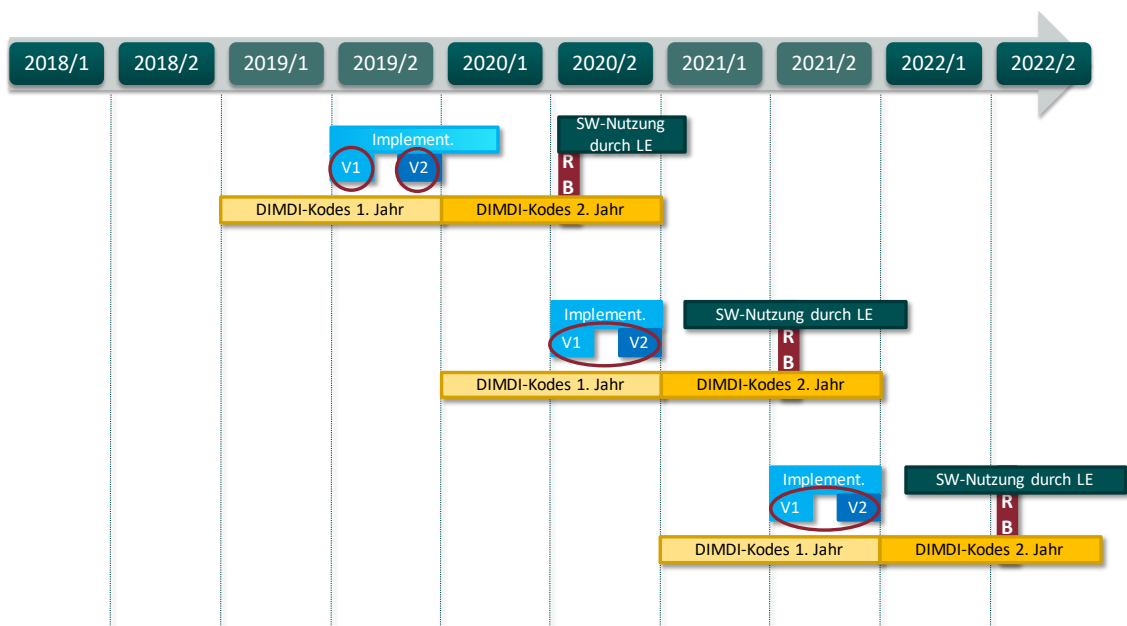 2018/1 2018/2 2019/1 2019/2 2020/1 2020/2 2021/1 2021/2 2022/1 2022/2
SW-Nutzung
durch LE
Implement.
V1 V2
R
B
DIMDI-Kodes 1. Jahr DIMDI-Kodes 2. Jahr
Implement. SW-Nutzung durch LE
V1 V2
R
B
DIMDI-Kodes 1. Jahr DIMDI-Kodes 2. Jahr
Implement. SW-Nutzung durch LE
V1 V2
R
B
DIMDI-Kodes 1. Jahr DIMDI-Kodes 2. Jahr